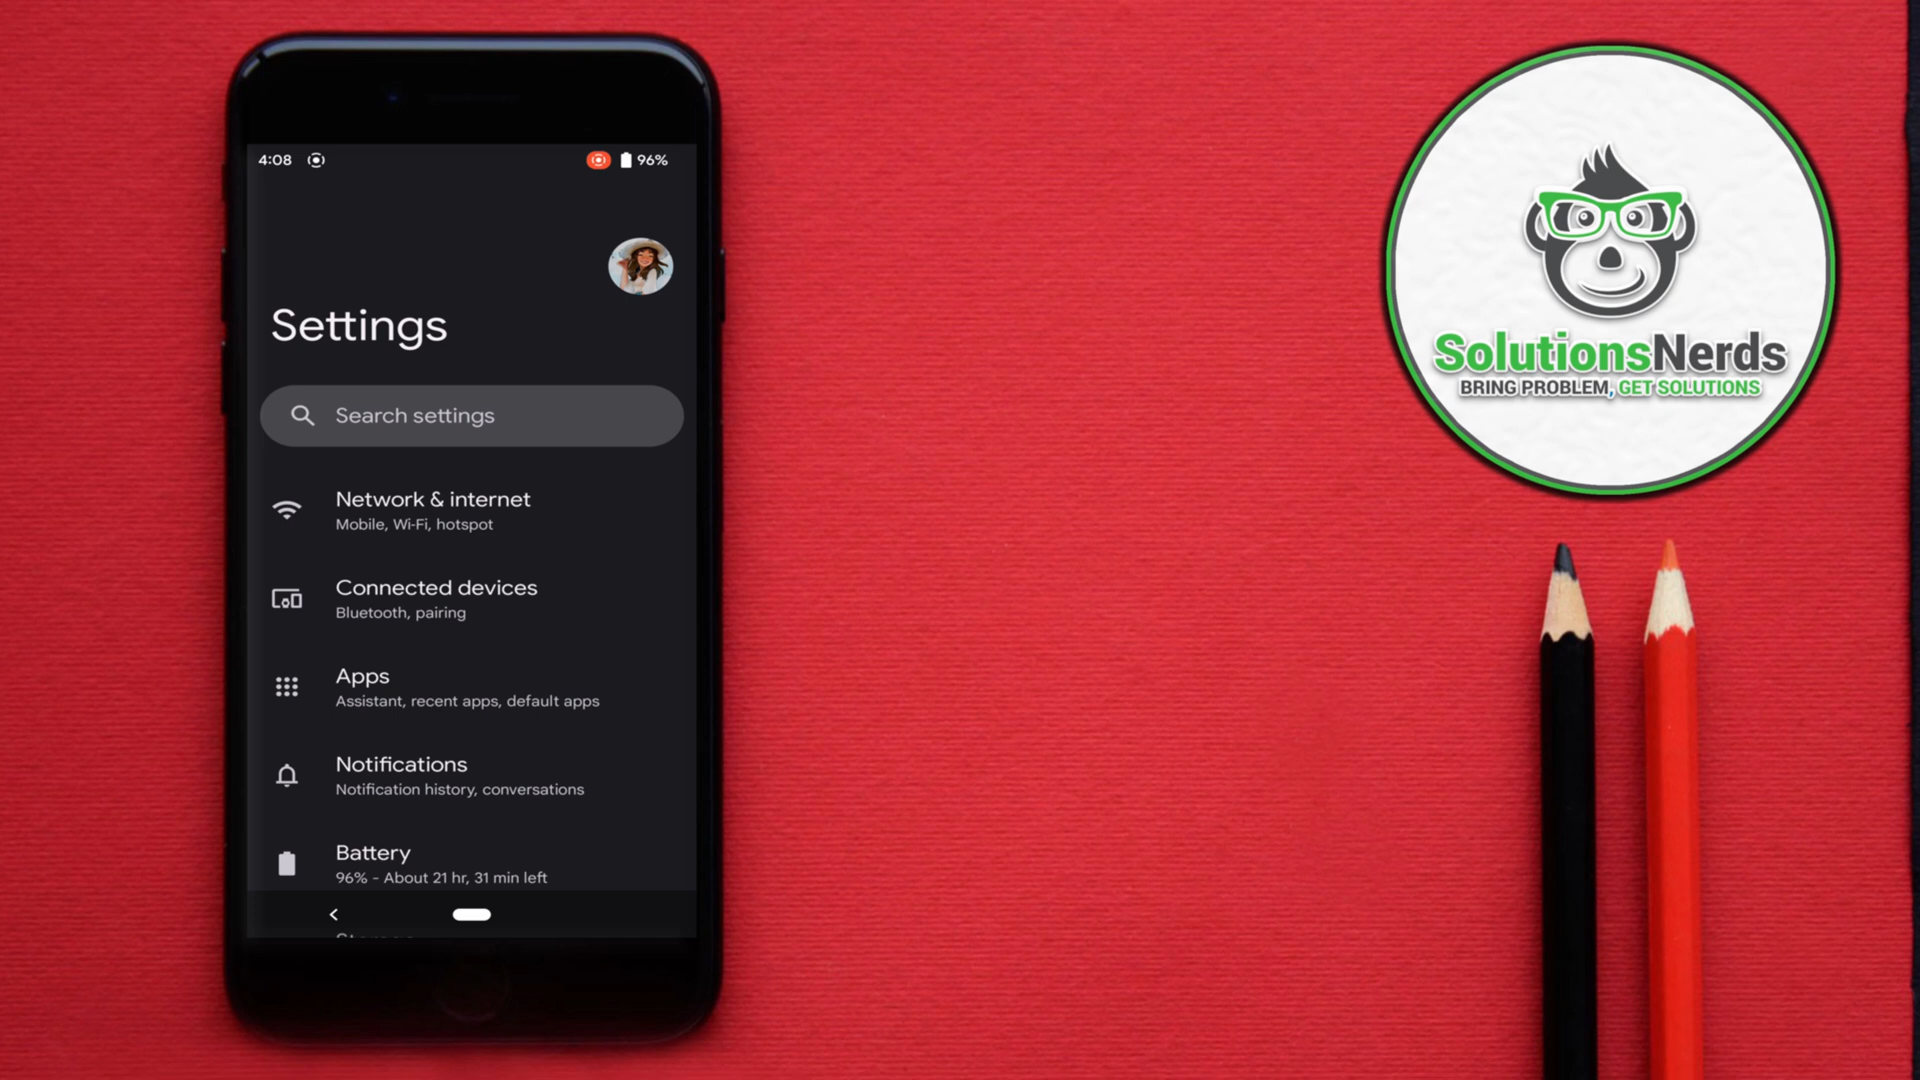 4:08
96%
Settings
Search settings
Network & internet
Mobile, Wi-Fi, hotspot
Connected devices
Bluetooth, pairing
Apps
Assistant, recent apps, default apps
Notifications
Notification history, conversations
Battery
96% - About 21 hr, 31 min left
SolutionsNerds
BRING PROBLEM, GET SOLUTIONS